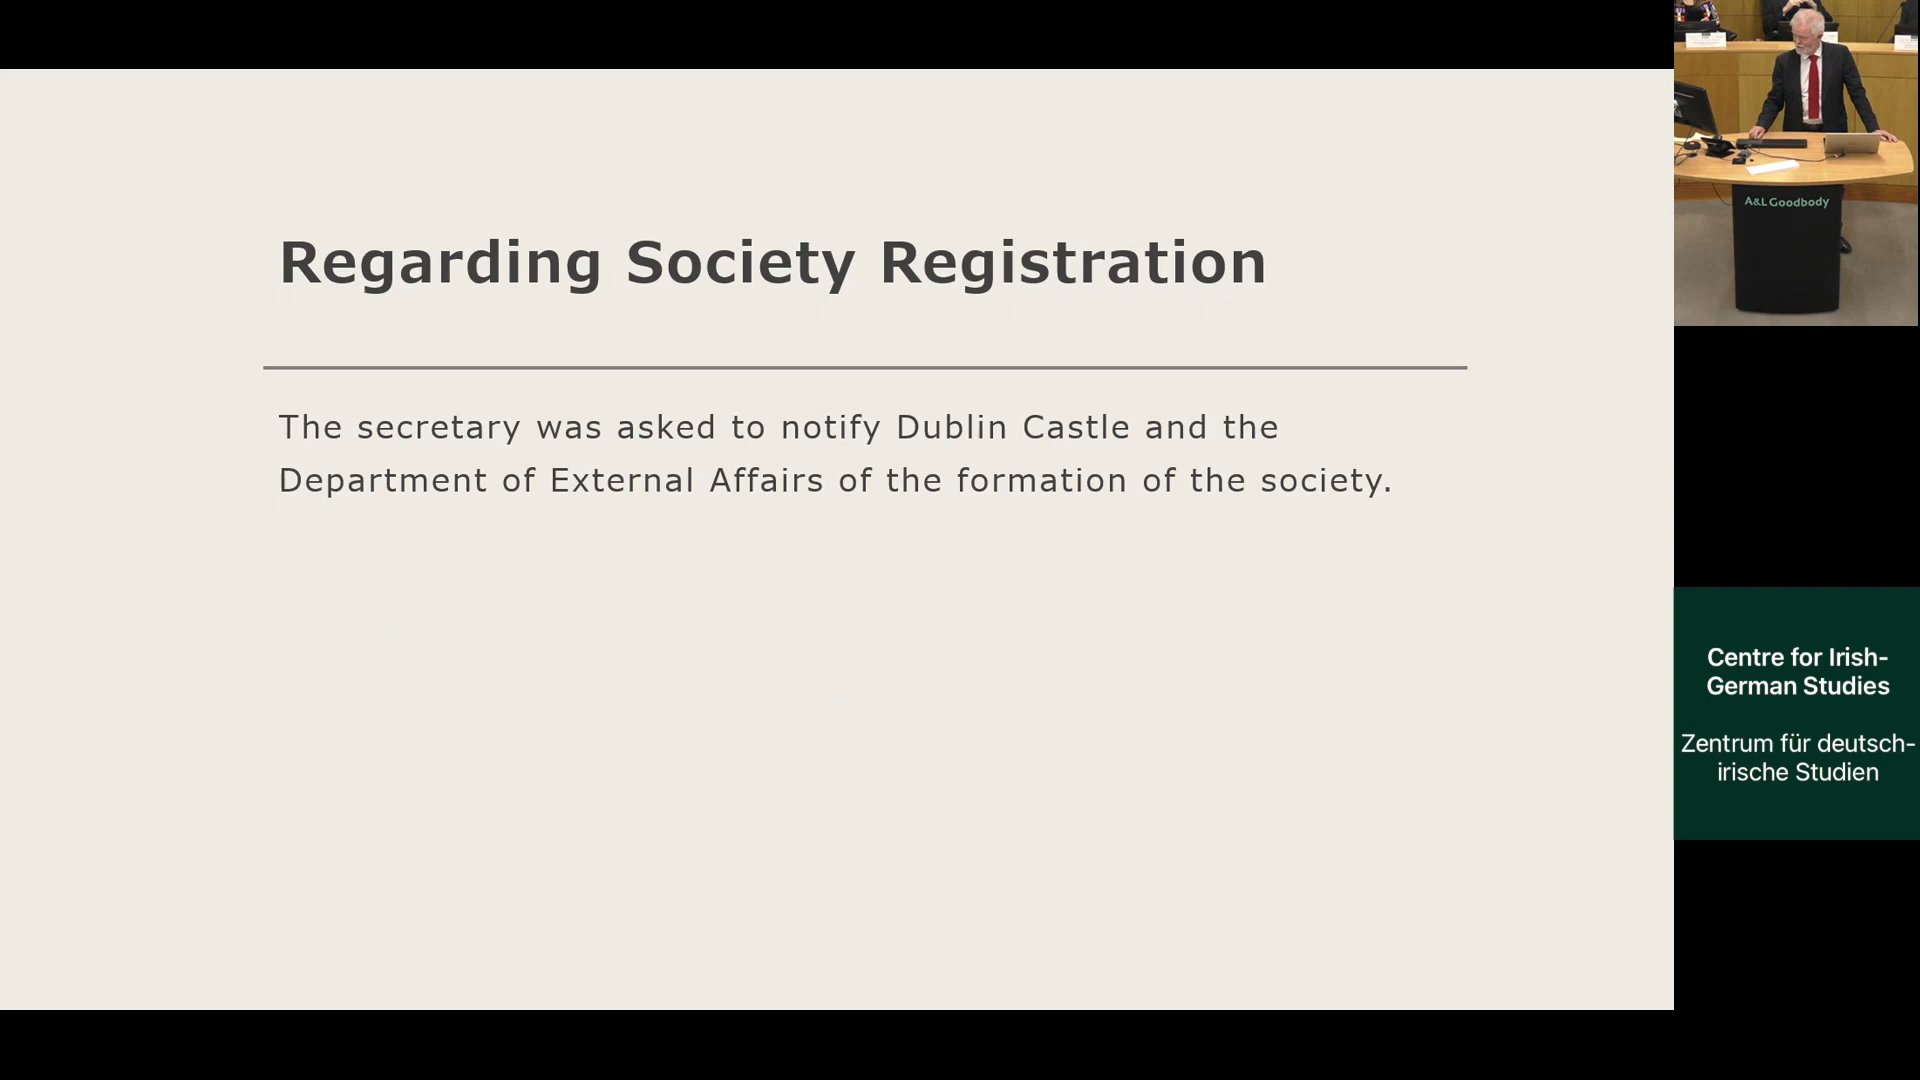 Regarding Society Registration
The secretary was asked to notify Dublin Castle and the
Department of External Affairs of the formation of the society.
A&L Goodbody
Centre for Irish-
German Studies
Zentrum für deutsch-
irische Studien